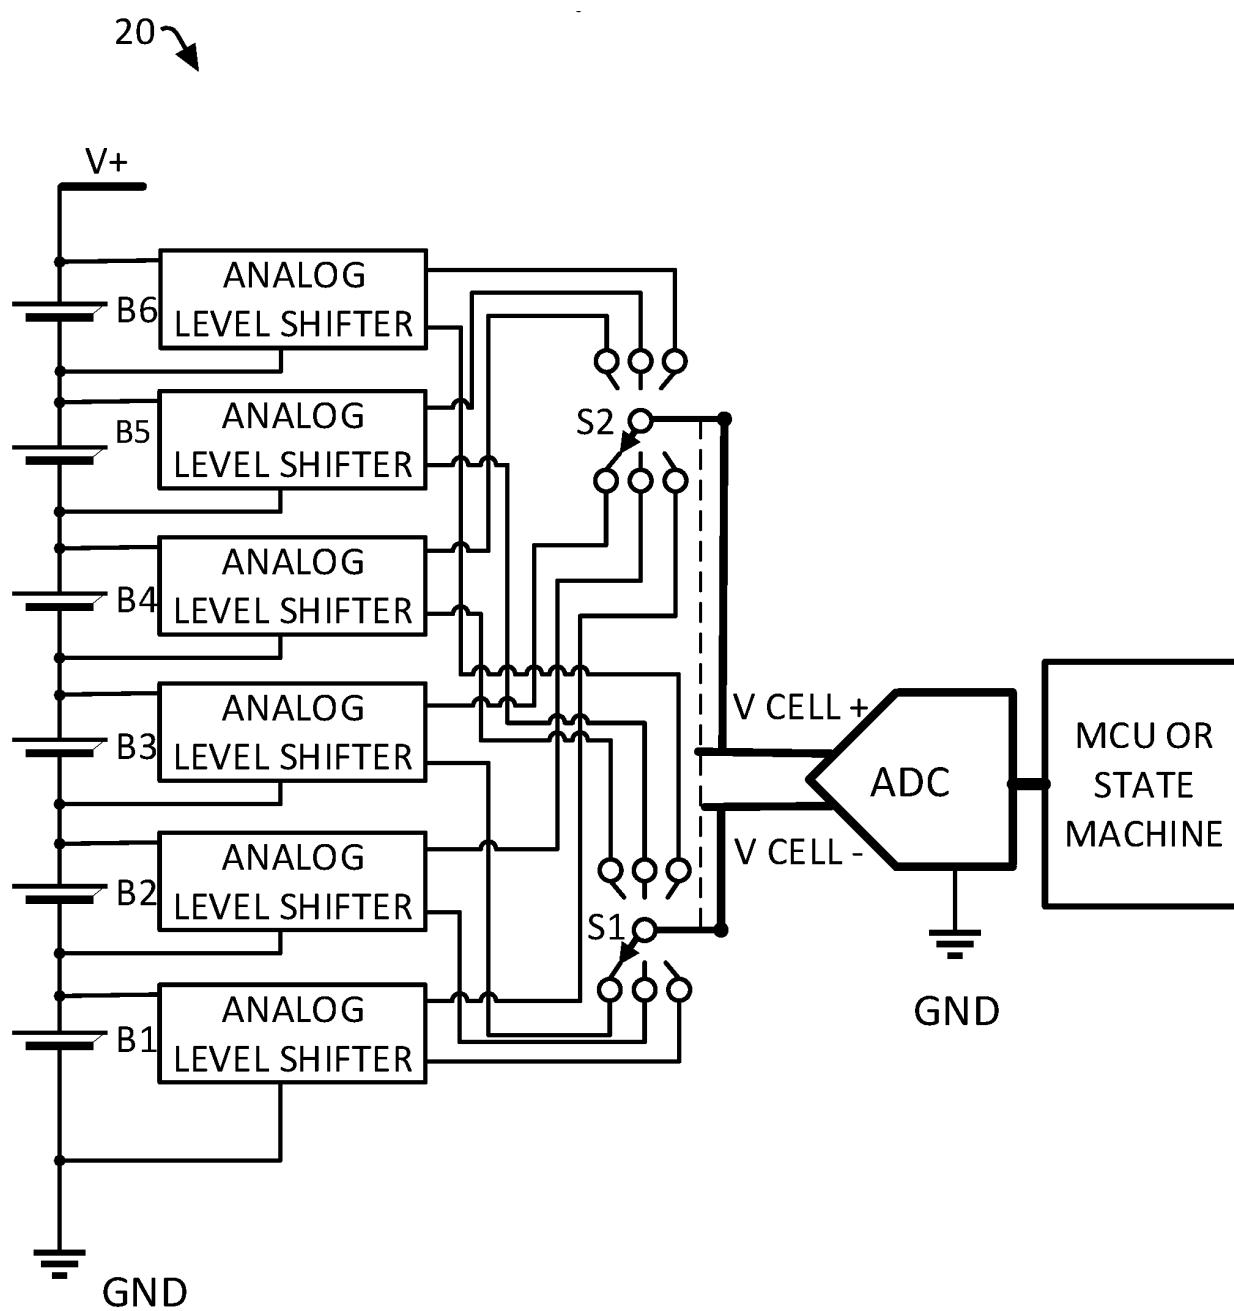 20
V+
ANALOG
LEVEL SHIFTER
B6
ANALOG
LEVEL SHIFTER
B5
S2
ANALOG
LEVEL SHIFTER
B4
ANALOG
LEVEL SHIFTER
B3
V CELL +
ADC
MCU OR
STATE
MACHINE
V CELL -
ANALOG
LEVEL SHIFTER
B2
S1
ANALOG
LEVEL SHIFTER
B1
GND
GND